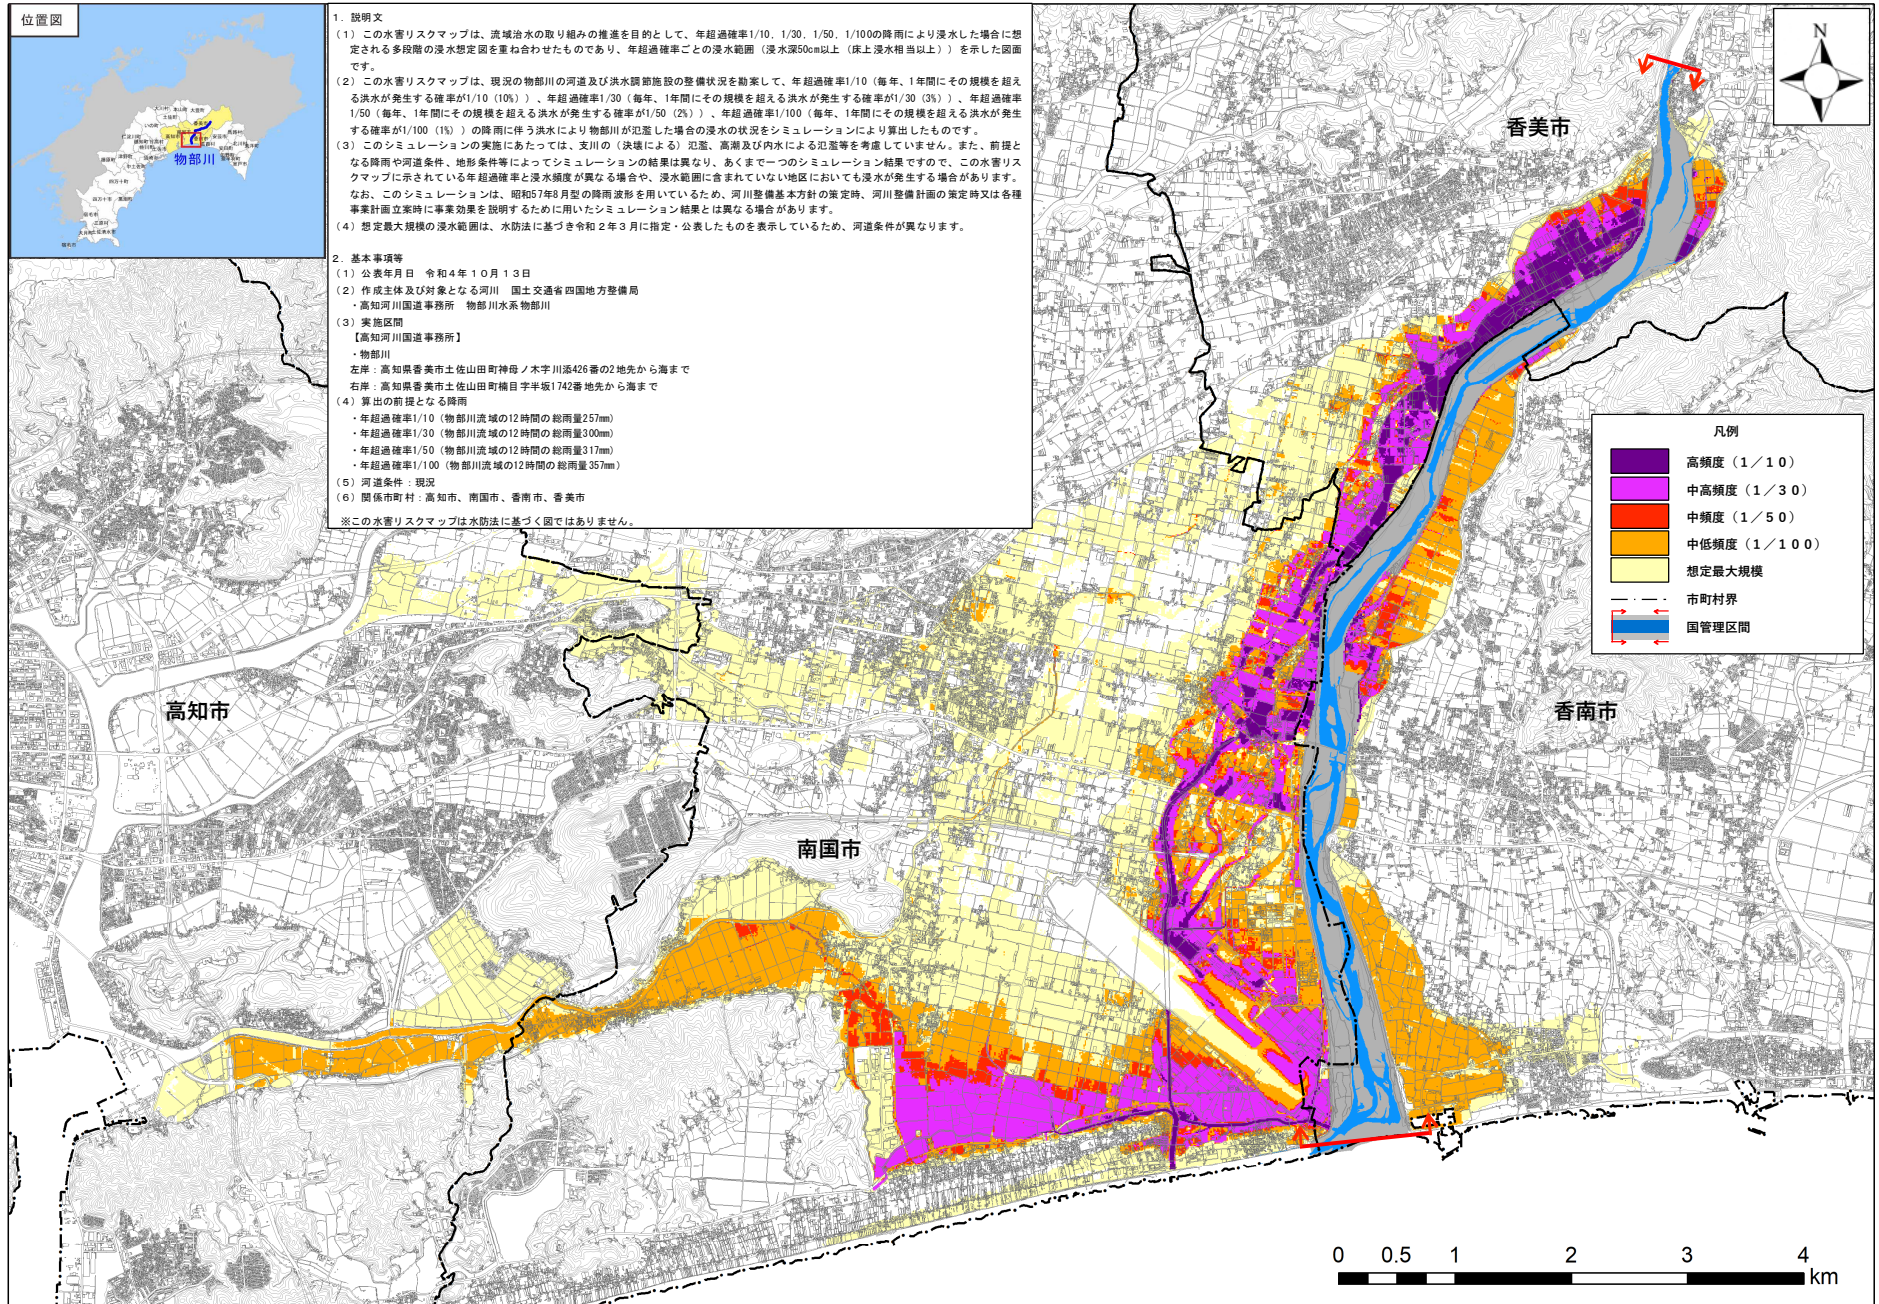 位置図
物部川
1．説明文
（1）この水害リスクマップは、流域治水の取り組みの推進を目的として、年超過確率1/10，1/30，1/50，1/100の降雨により浸水した場合に想
定される多段階の浸水想定図を重ね合わせたものであり、年超過確率ごとの浸水範囲（浸水深50cm以上（床上浸水相当以上））を示した図面
です。
（2）この水害リスクマップは、現況の物部川の河道及び洪水調節施設の整備状況を勘案して、年超過確率1/10（毎年、1年間にその規模を超え
る洪水が発生する確率が1/10（10%））、年超過確率1/30（毎年、1年間にその規模を超える洪水が発生する確率が1/30（3%））、年超過確率
1/50（毎年、1年間にその規模を超える洪水が発生する確率が1/50（2%））、年超過確率1/100（毎年、1年間にその規模を超える洪水が発生
する確率が1/100（1%））の降雨に伴う洪水により物部川が氾濫した場合の浸水の状況をシミュレーションにより算出したものです。
（3）このシミュレーションの実施にあたっては、支川の（決壊による）氾濫、高潮及び内水による氾濫等を考慮していません。また、前提と
なる降雨や河道条件、地形条件等によってシミュレーションの結果は異なり、あくまで一つのシミュレーション結果ですので、この水害リス
クマップに示されている年超過確率と浸水頻度が異なる場合や、浸水範囲に含まれていない地区においても浸水が発生する場合があります。
なお、このシミュレーションは、昭和57年8月型の降雨波形を用いているため、河川整備基本方針の策定時、河川整備計画の策定時又は各種
事業計画立案時に事業効果を説明するために用いたシミュレーション結果とは異なる場合があります。
（4）想定最大規模の浸水範囲は、水防法に基づき令和２年３月に指定・公表したものを表示しているため、河道条件が異なります。
2．基本事項等
（1）公表年月日　令和４年１０月１３日
（2）作成主体及び対象となる河川　国土交通省四国地方整備局
・高知河川国道事務所　物部川水系物部川
（3）実施区間
【高知河川国道事務所】
・物部川
左岸：高知県香美市土佐山田町神母ノ木字川添426番の2地先から海まで
右岸：高知県香美市土佐山田町楠目字半坂1742番地先から海まで
（4）算出の前提となる降雨
・年超過確率1/10（物部川流域の12時間の総雨量257mm）
・年超過確率1/30（物部川流域の12時間の総雨量300mm）
・年超過確率1/50（物部川流域の12時間の総雨量317mm）
・年超過確率1/100（物部川流域の12時間の総雨量357mm）
（5）河道条件：現況
（6）関係市町村：高知市、南国市、香南市、香美市
※この水害リスクマップは水防法に基づく図ではありません。
N
香美市
凡例
高頻度（１／１０）
中高頻度（１／３０）
中頻度（１／５０）
中低頻度（１／１００）
想定最大規模
市町村界
国管理区間
高知市
香南市
南国市
0 0.5 1 2 3 4
km